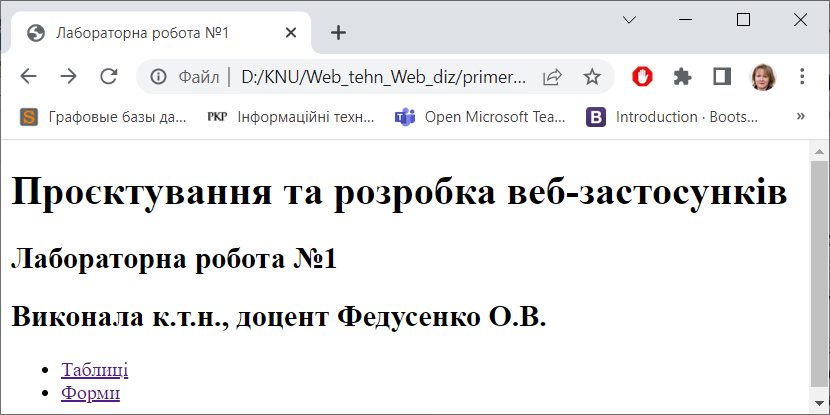 Лабораторна робота №1
Файл
D:/KNU/Web_tehn_Web_diz/primer...
Графовые базы да...
РКР
Інформаційні техн...
Open Microsoft Tea...
Introduction · Boots...
»
Проєктування та розробка веб-застосунків
Лабораторна робота №1
Виконала к.т.н., доцент Федусенко О.В.
Таблиці
Форми